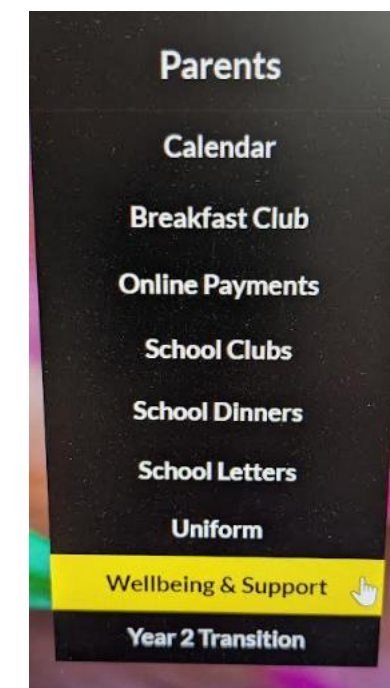 Parents
Calendar
Breakfast Club
Online Payments
School Clubs
School Dinners
School Letters
Uniform
Wellbeing & Support
Year 2 Transition